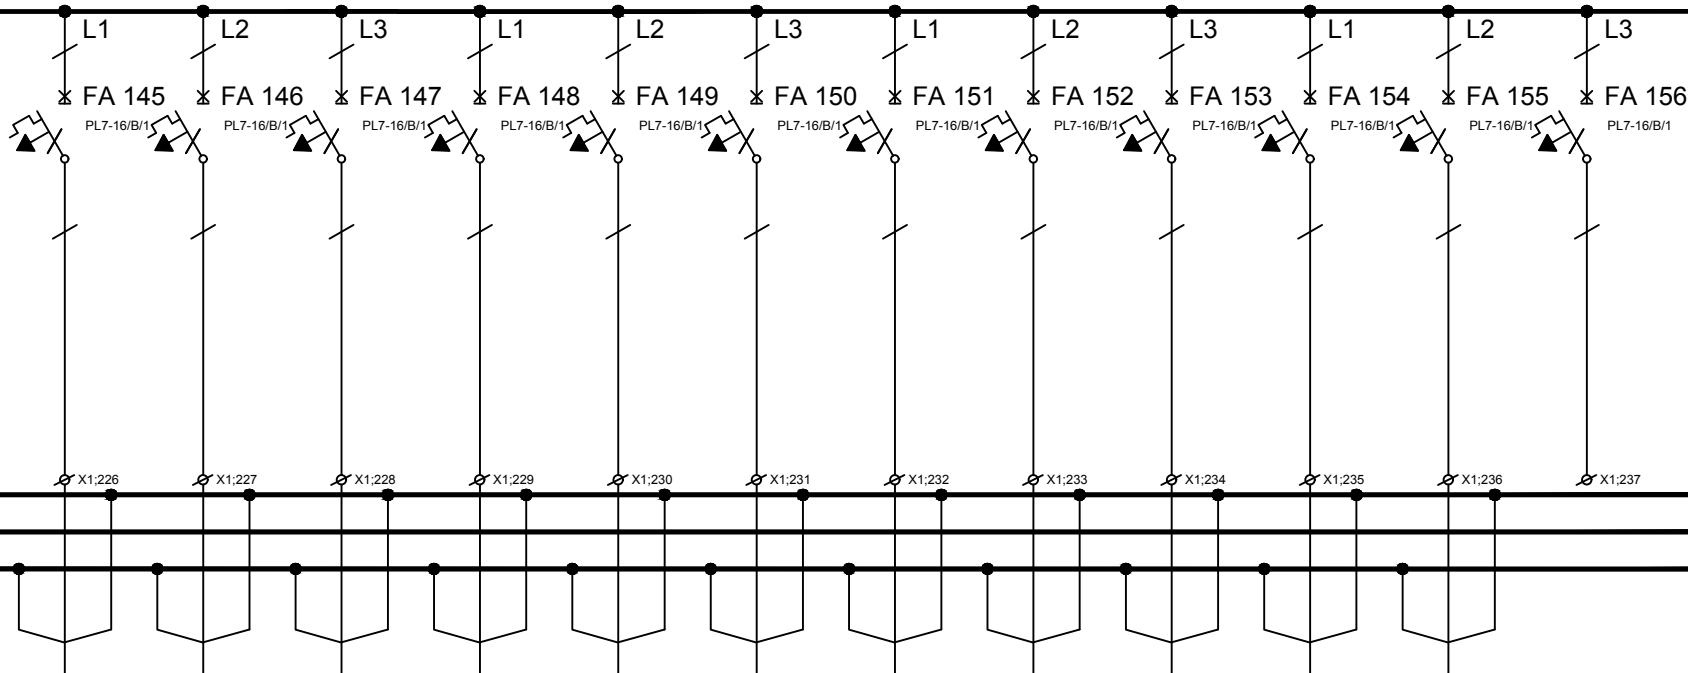 L1 L2 L3 L1 L2 L3 L1 L2 L3 L1 L2 L3
FA 145 FA 146 FA 147 FA 148 FA 149 FA 150 FA 151 FA 152 FA 153 FA 154 FA 155 FA 156
PL7-16/B/1 PL7-16/B/1 PL7-16/B/1 PL7-16/B/1 PL7-16/B/1 PL7-16/B/1 PL7-16/B/1 PL7-16/B/1 PL7-16/B/1 PL7-16/B/1 PL7-16/B/1 PL7-16/B/1
X1;226 X1;227 X1;228 X1;229 X1;230 X1;231 X1;232 X1;233 X1;234 X1;235 X1;236 X1;237